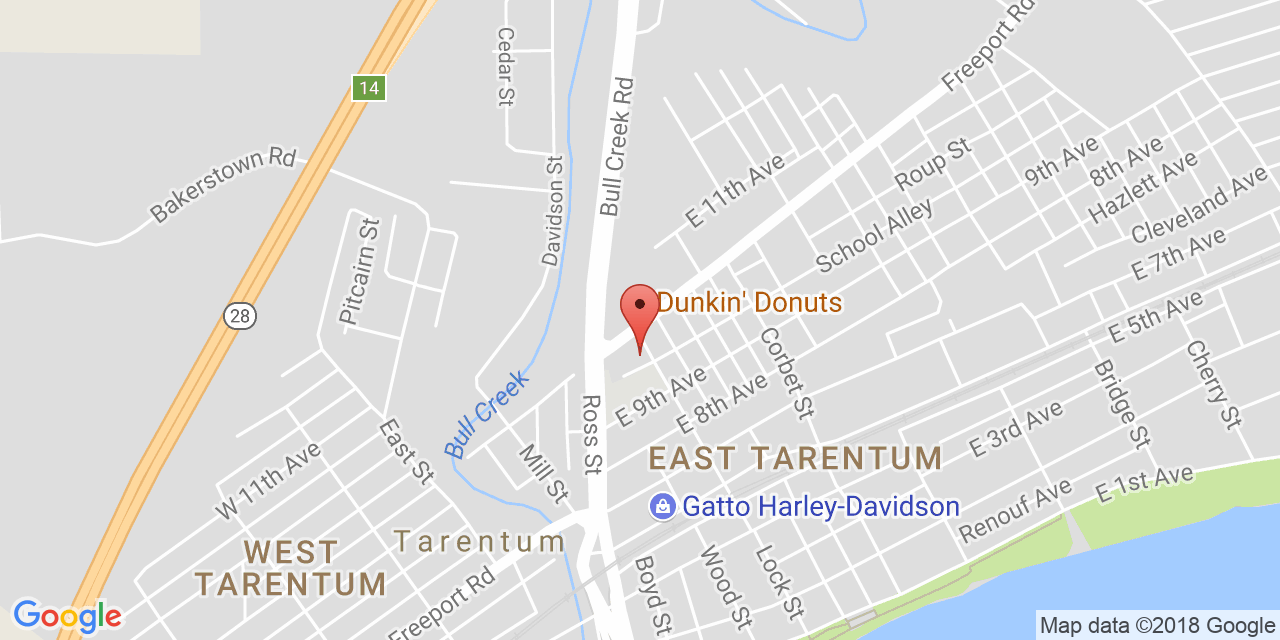 Cedar St
14
Freeport Rd
Bull Creek Rd
Bakerstown Rd
Davidson St
E 11th Ave
Roup St
9th Ave
8th Ave
Hazlett Ave
Cleveland Ave
School Alley
E 7th Ave
Pitcairn St
28
Dunkin' Donuts
E 5th Ave
Corbet St
Cherry St
Bridge St
Bull Creek
E 9th Ave
E 8th Ave
Ross St
East St
E 3rd Ave
EAST TARENTUM
W 11th Ave
Mill St
Gatto Harley-Davidson
Renouf Ave
E 1st Ave
Tarentum
WEST
TARENTUM
Freeport Rd
Boyd St
Wood St
Lock St
Google
Map data ©2018 Google